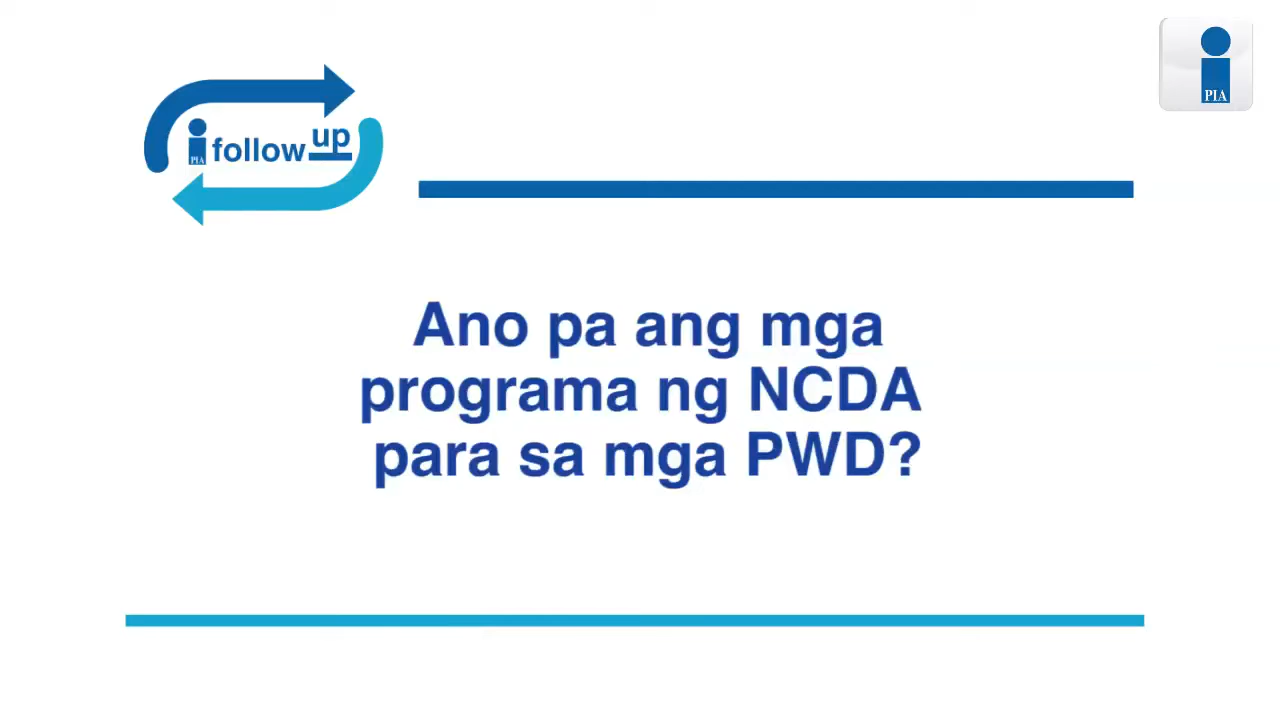 PIA
PIA follow up
Ano pa ang mga
programa ng NCDA
para sa mga PWD?